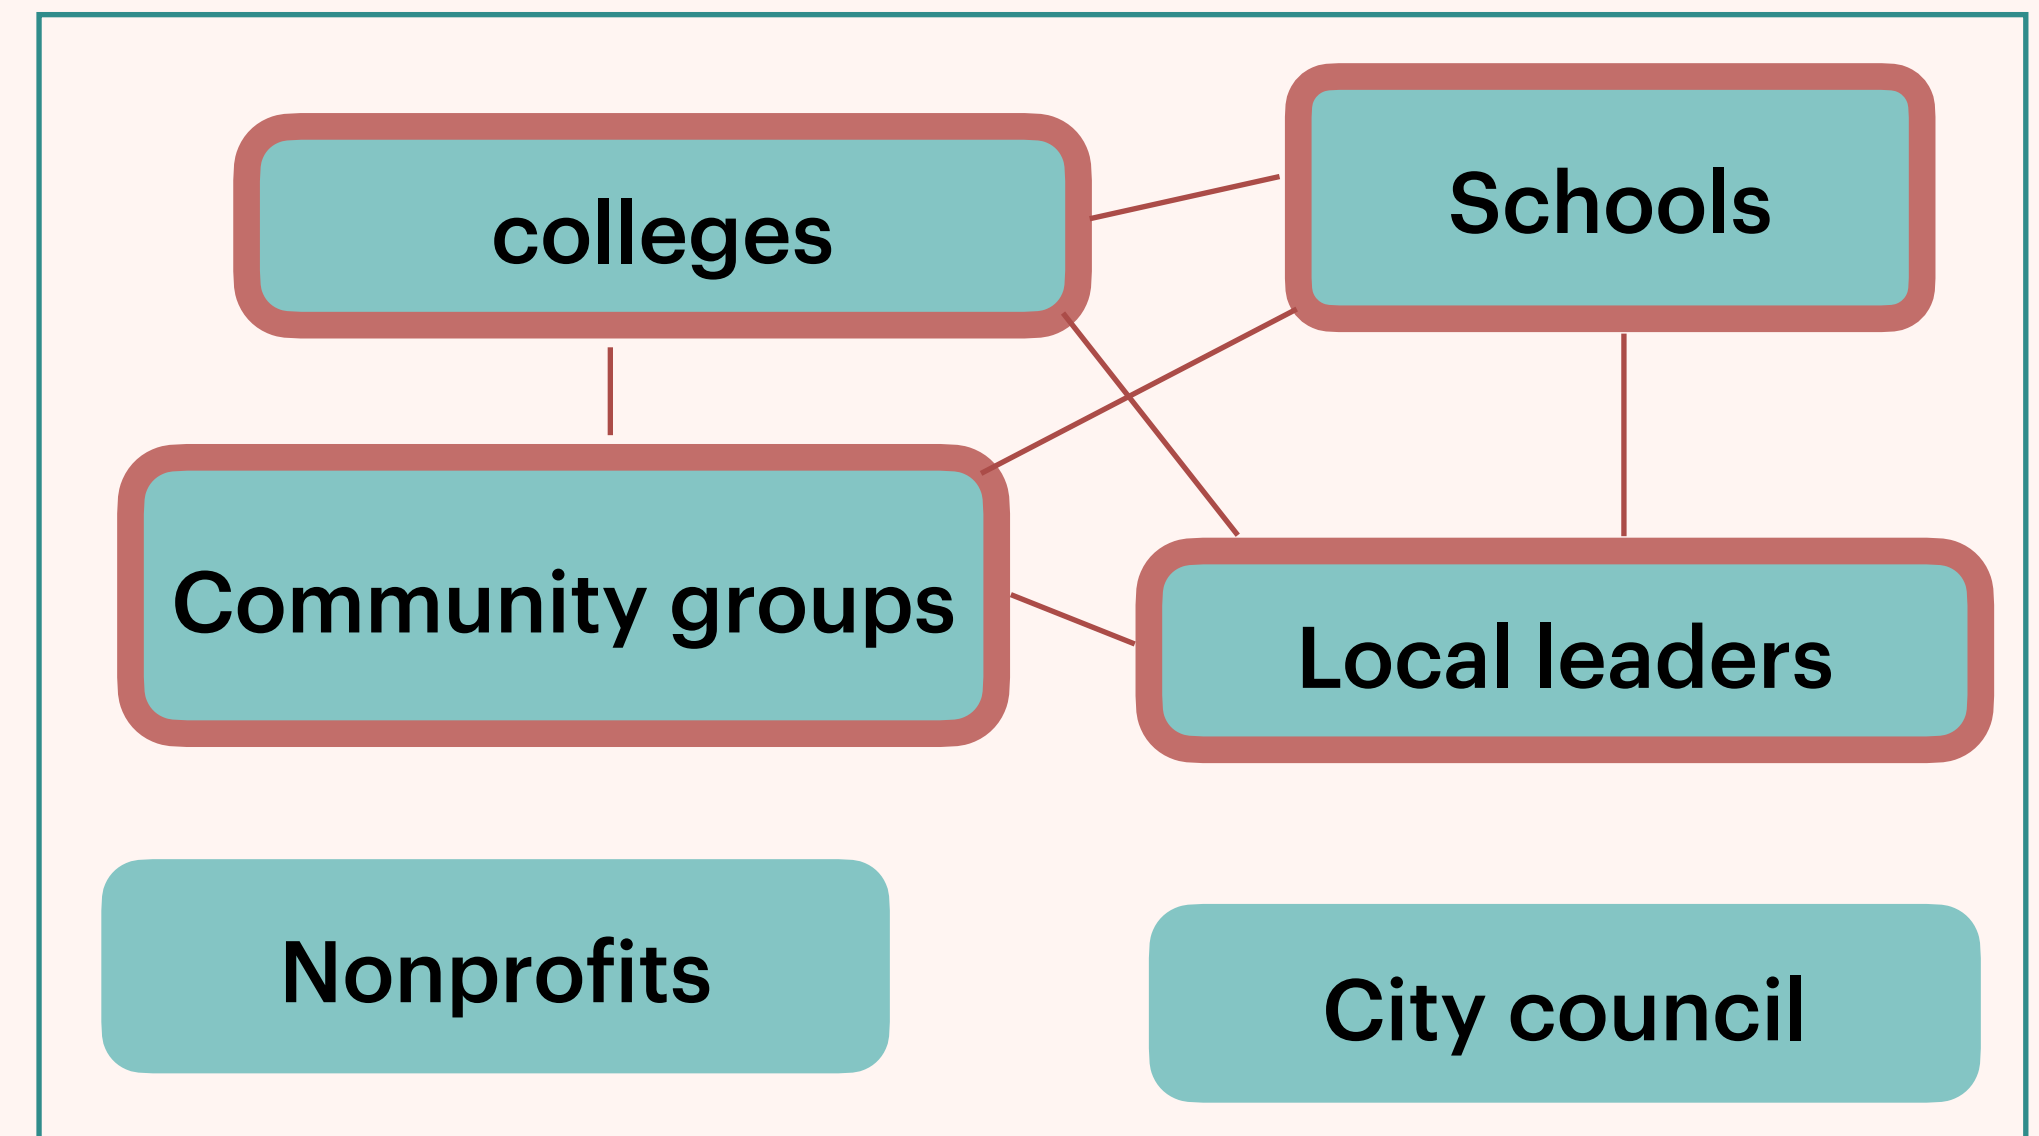 colleges
Schools
Community groups
Local leaders
Nonprofits
City council